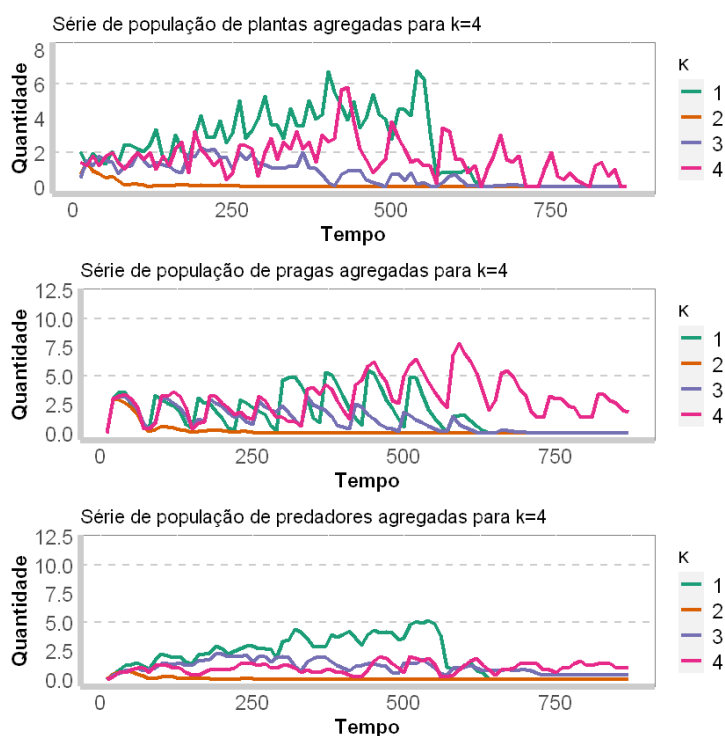 Série de população de plantas agregadas para k=4
Quantidade
8
6
4
2
0
0 250 500 750
Tempo
K
1
2
3
4
Série de população de pragas agregadas para k=4
Quantidade
12.5
10.0
7.5
5.0
2.5
0.0
0 250 500 750
Tempo
K
1
2
3
4
Série de população de predadores agregadas para k=4
Quantidade
12.5
10.0
7.5
5.0
2.5
0.0
0 250 500 750
Tempo
K
1
2
3
4